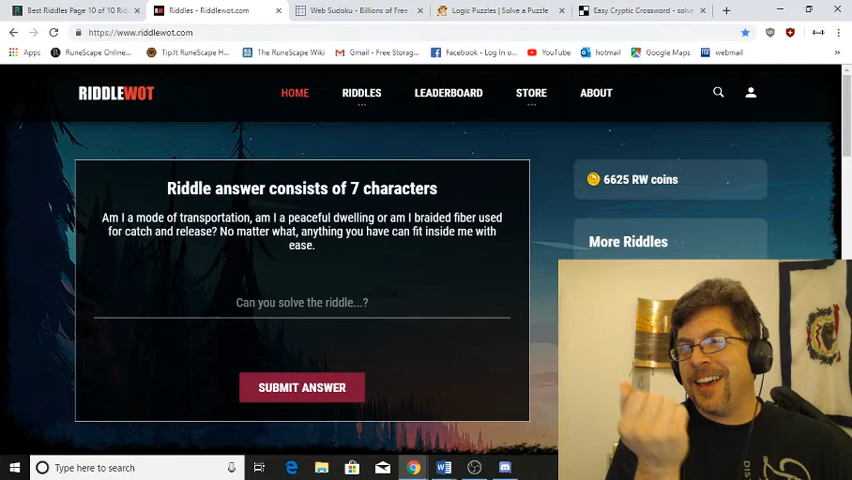 Best Riddles Page 10 of 10 Riddl
Riddles - Riddlewot.com
Web Sudoku - Billions of Free
Logic Puzzles | Solve a Puzzle
Easy Cryptic Crossword - solve
https://www.riddlewot.com
Apps
RuneScape Online...
Tip.It RuneScape H...
The RuneScape Wiki
Gmail - Free Storag...
Facebook - Log In o...
YouTube
hotmail
Google Maps
webmail
RIDDLEWOT
HOME
RIDDLES
LEADERBOARD
STORE
ABOUT
Riddle answer consists of 7 characters
Am I a mode of transportation, am I a peaceful dwelling or am I braided fiber used
for catch and release? No matter what, anything you have can fit inside me with
ease.
Can you solve the riddle...?
SUBMIT ANSWER
6625 RW coins
More Riddles
Type here to search